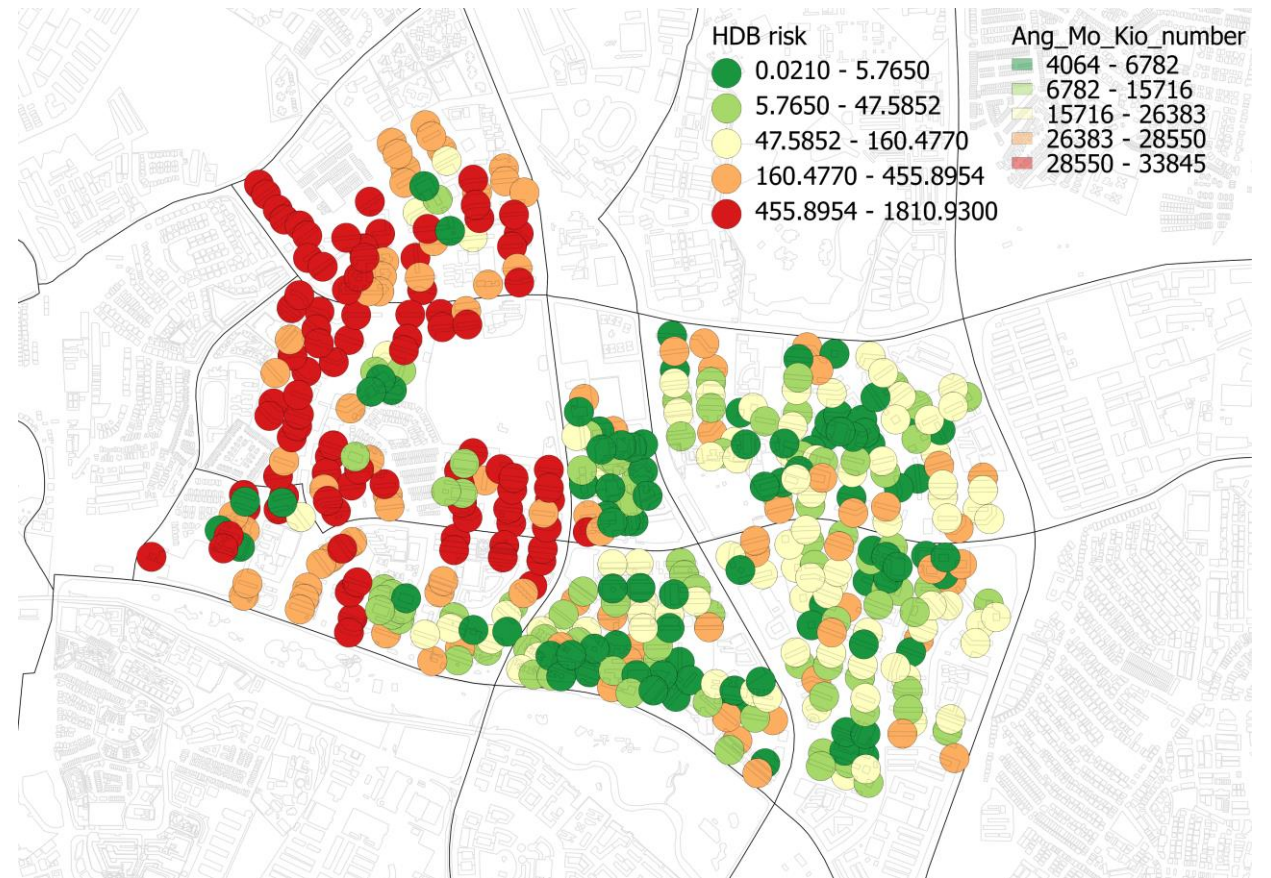 HDB risk
0.0210 - 5.7650
5.7650 - 47.5852
47.5852 - 160.4770
160.4770 - 455.8954
455.8954 - 1810.9300
Ang_Mo_Kio_number
4064 - 6782
6782 - 15716
15716 - 26383
26383 - 28550
28550 - 33845